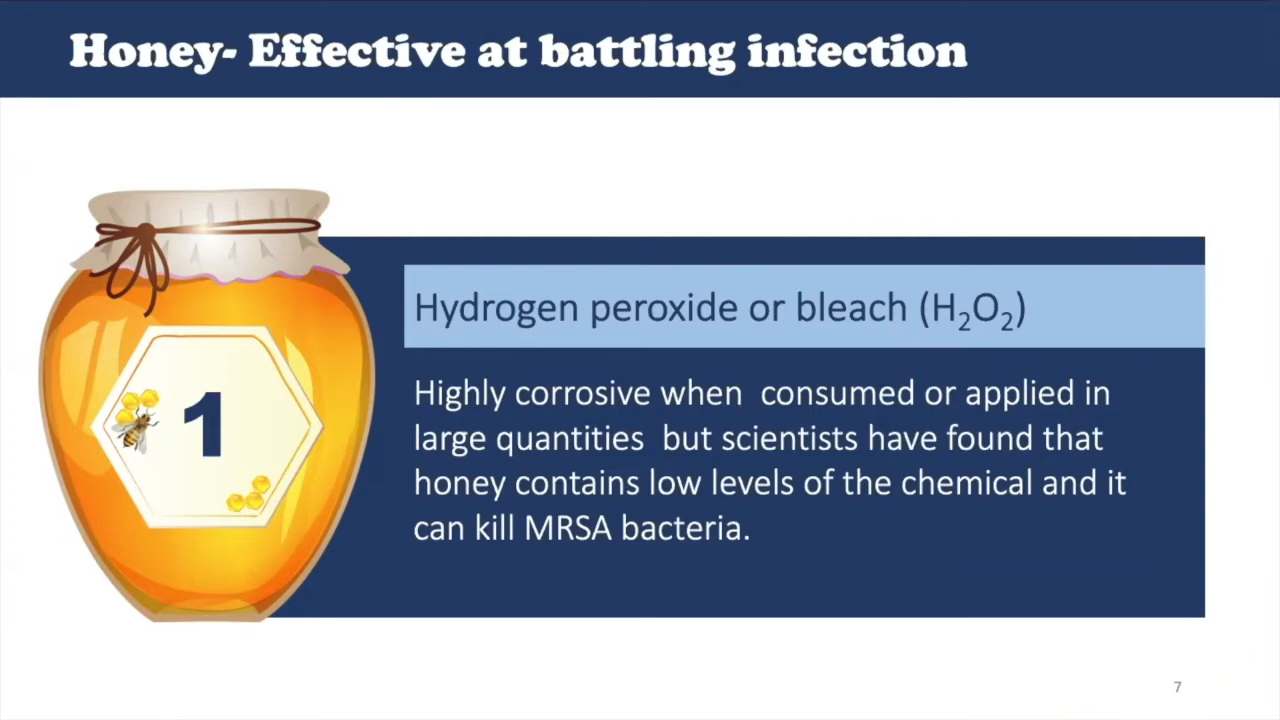 Honey- Effective at battling infection
1
Hydrogen peroxide or bleach (H₂O₂)
Highly corrosive when  consumed or applied in
large quantities  but scientists have found that
honey contains low levels of the chemical and it
can kill MRSA bacteria.
7